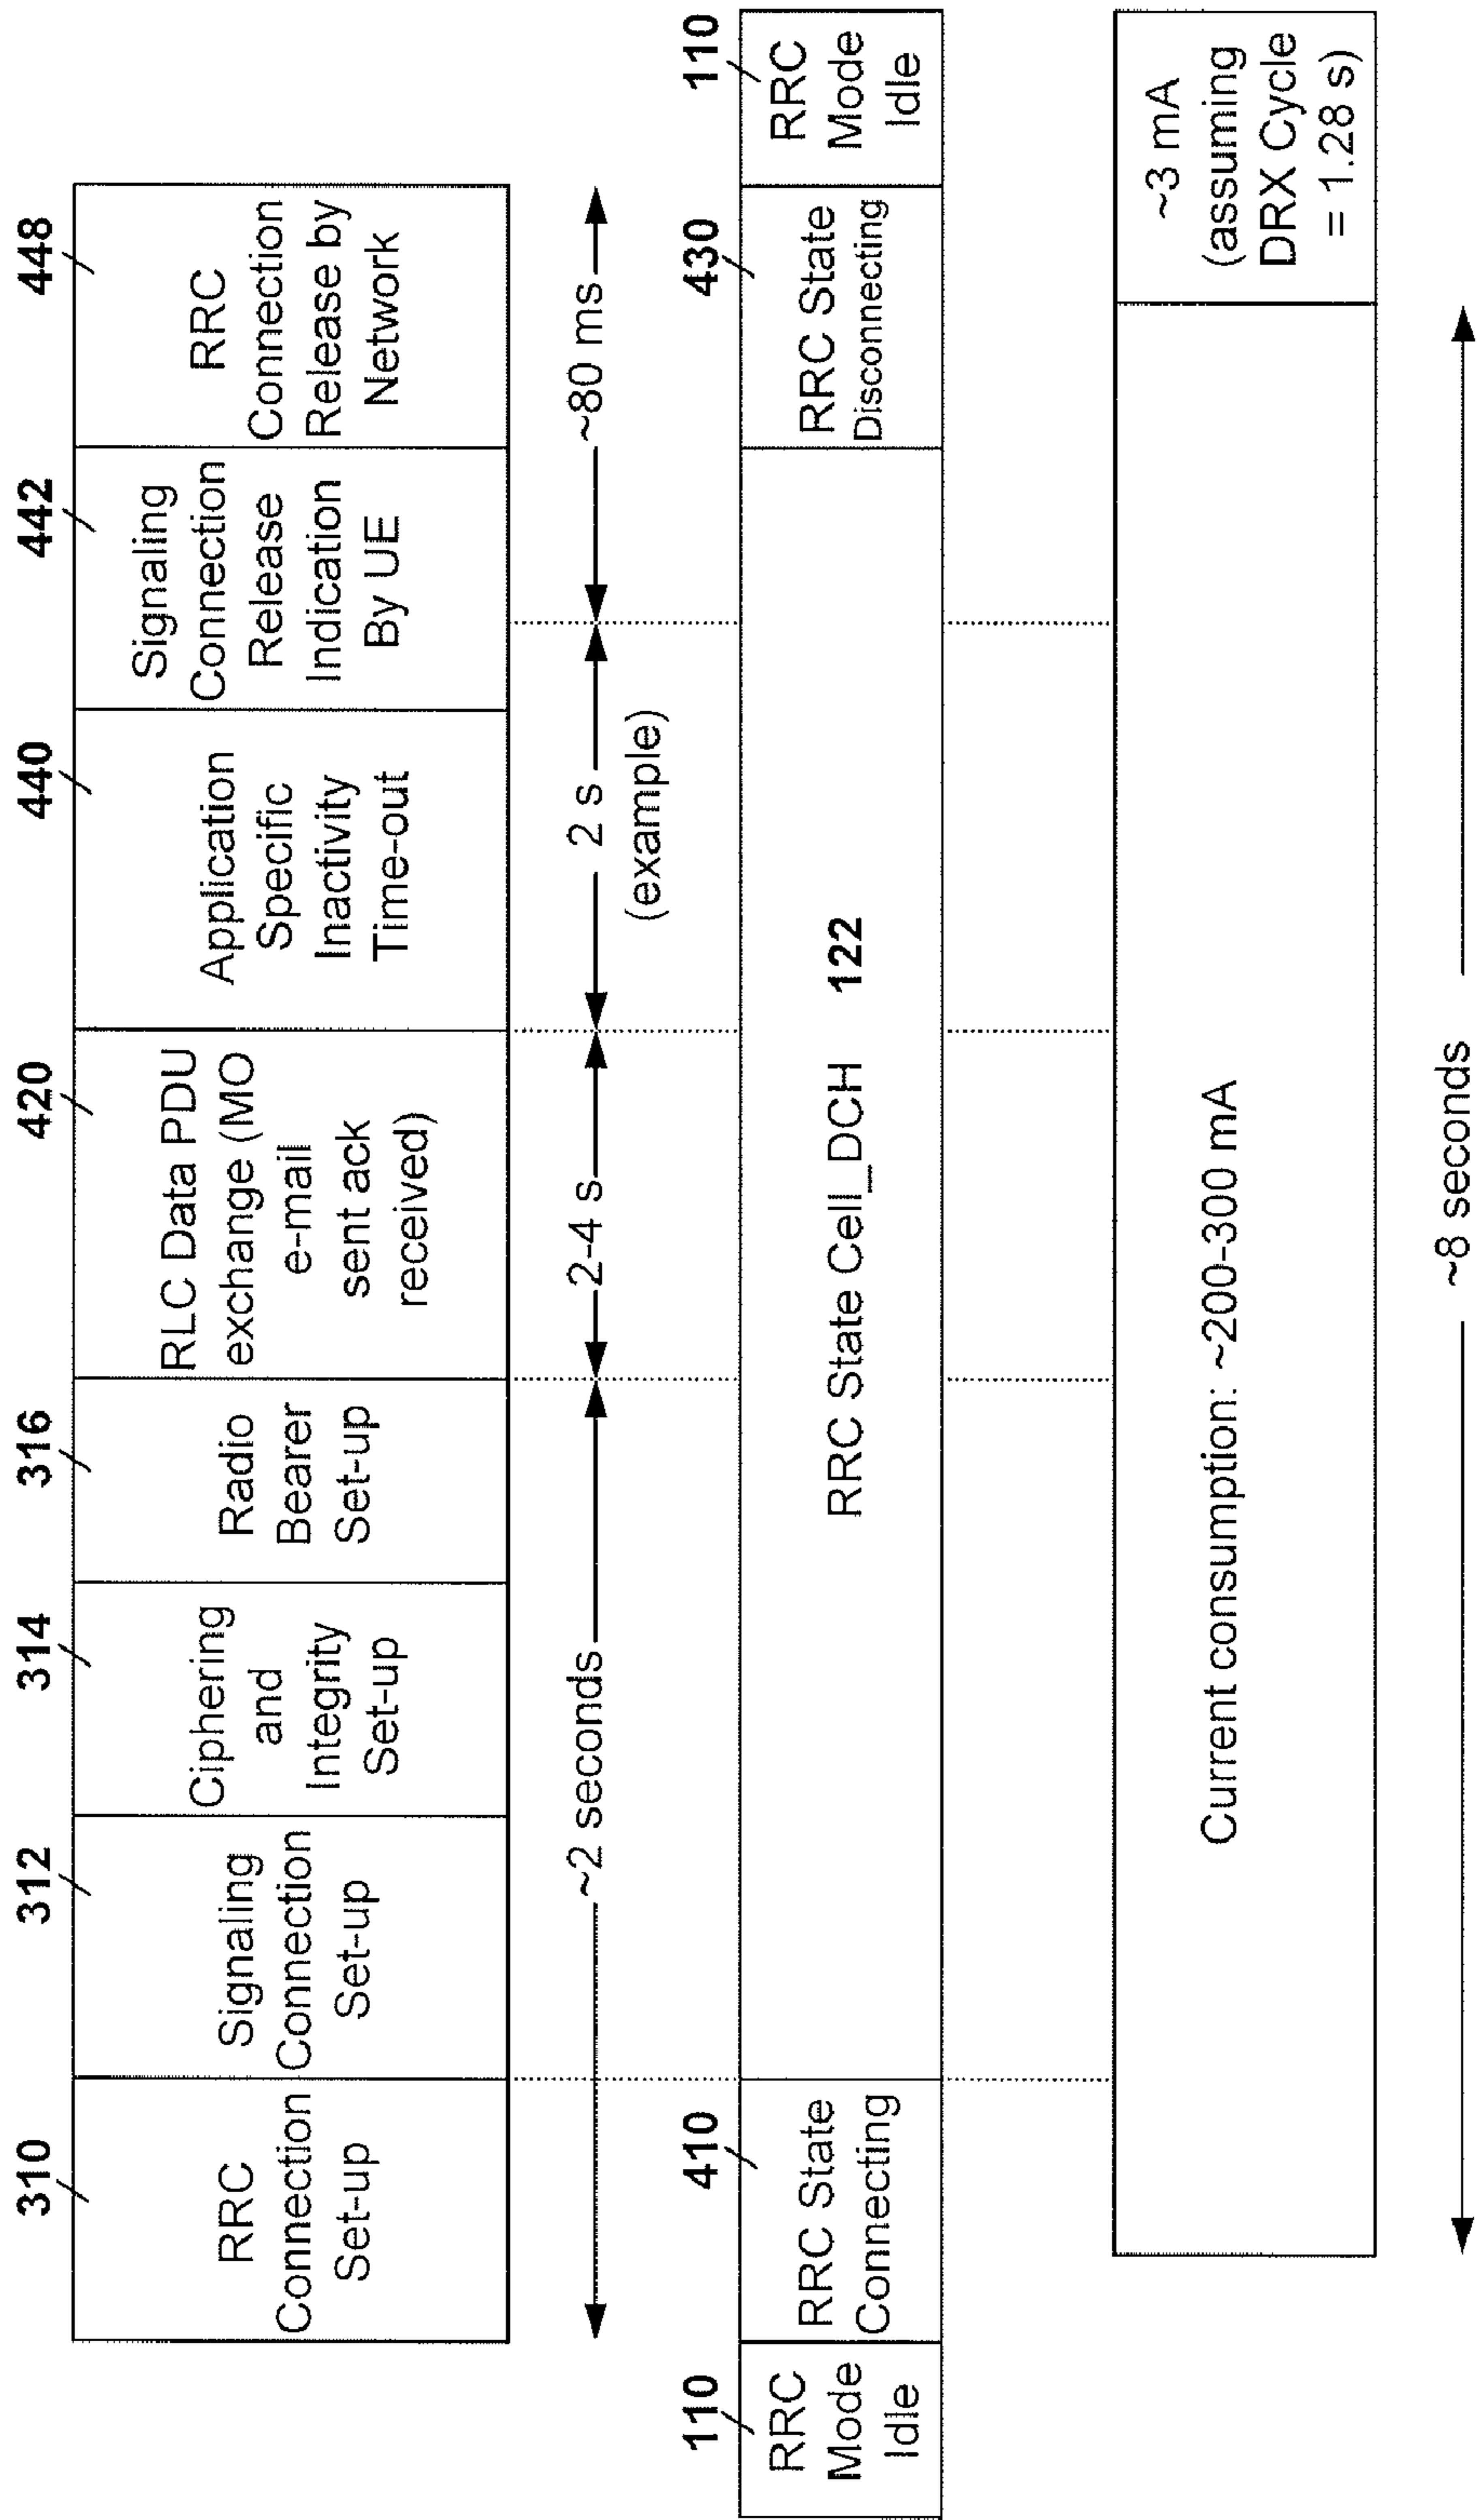 310
312
314
316
420
440
442
448
RRC
Connection
Set-up
Signaling
Connection
Set-up
Ciphering
and
Integrity
Set-up
Radio
Bearer
Set-up
RLC Data PDU
exchange (MO
e-mail
sent ack
received)
Application
Specific
Inactivity
Time-out
Signaling
Connection
Release
Indication
By UE
RRC
Connection
Release by
Network
~2 seconds
2-4 s
2 s
(example)
~80 ms
110
410
430
110
RRC
Mode
Idle
RRC State
Connecting
RRC State Cell_DCH 122
RRC State
Disconnecting
RRC
Mode
Idle
Current consumption: ~200-300 mA
~3 mA
(assuming
DRX Cycle
= 1.28 s)
~8 seconds